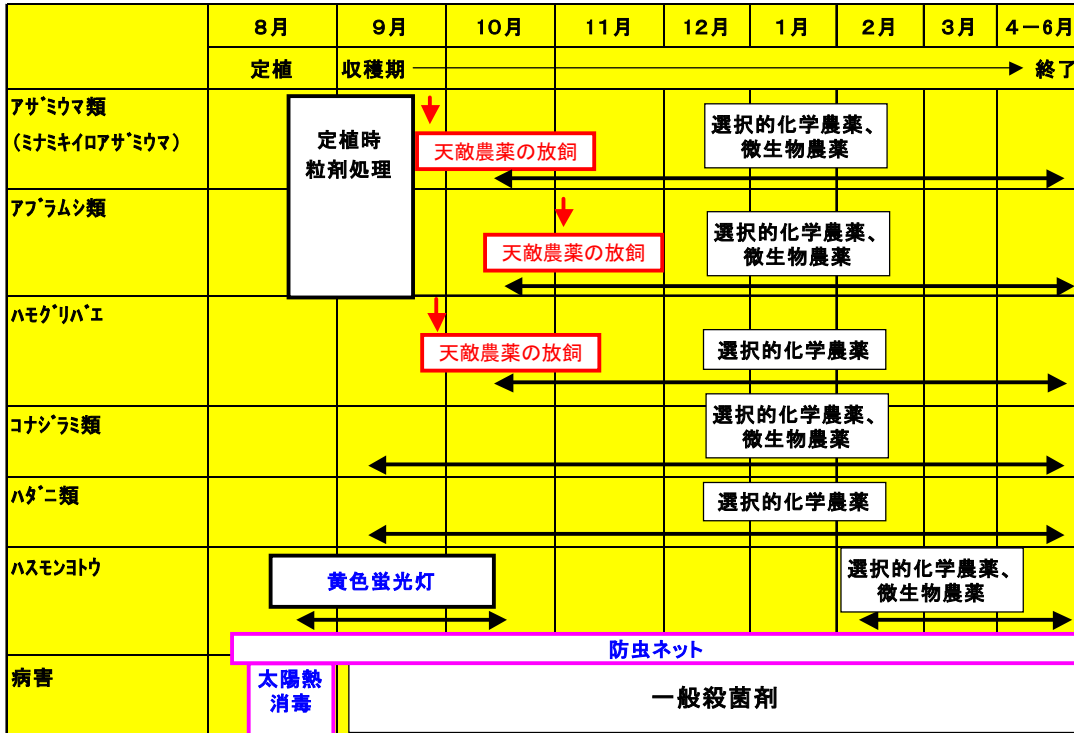 8月 9月 10月 11月 12月 1月 2月 3月 4－6月
定植 収穫期 終了
アザミウマ類
(ミナミキイロアザミウマ)
定植時
粒剤処理
天敵農薬の放飼
選択的化学農薬、
微生物農薬
アブラムシ類
天敵農薬の放飼
選択的化学農薬、
微生物農薬
ハモグリバエ
天敵農薬の放飼
選択的化学農薬
コナジラミ類
選択的化学農薬、
微生物農薬
ハダニ類
選択的化学農薬
ハスモンヨトウ
黄色蛍光灯
選択的化学農薬、
微生物農薬
防虫ネット
病害
太陽熱
消毒
一般殺菌剤